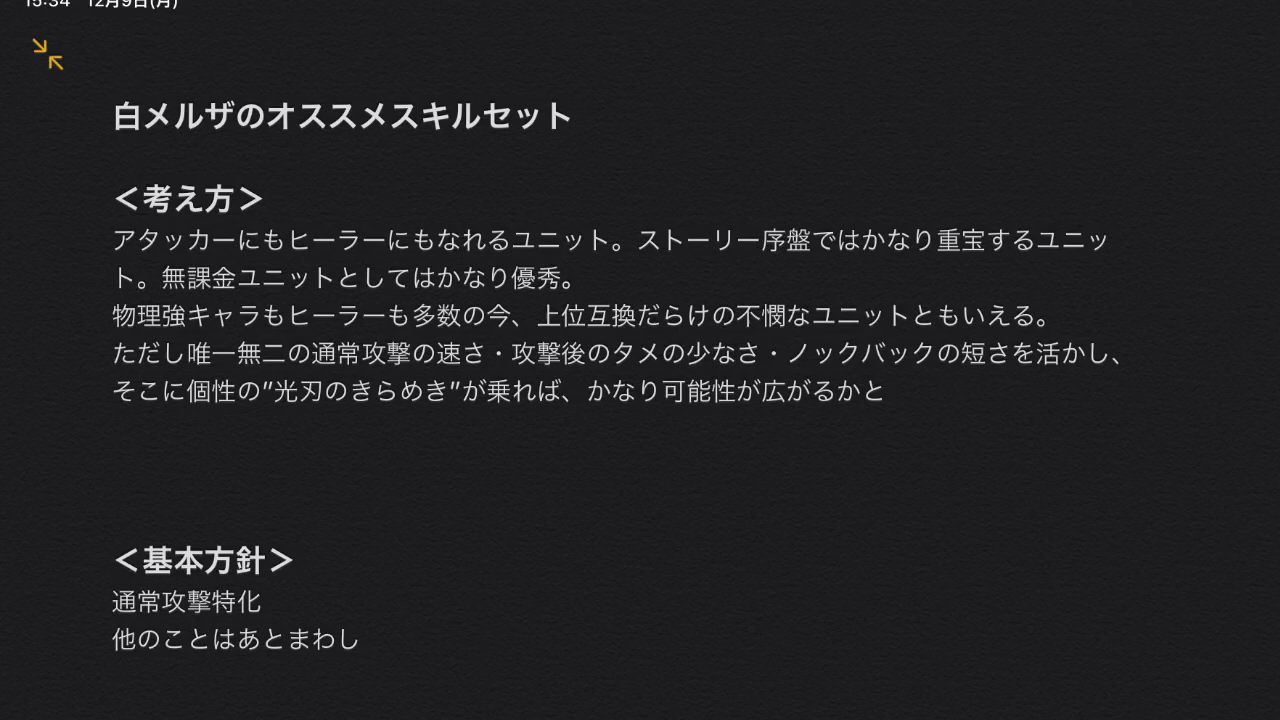 15:34 12月9日(月)
白メルザのオススメスキルセット
＜考え方＞
アタッカーにもヒーラーにもなれるユニット。ストーリー序盤ではかなり重宝するユニッ
ト。無課金ユニットとしてはかなり優秀。
物理強キャラもヒーラーも多数の今、上位互換だらけの不憫なユニットともいえる。
ただし唯一無二の通常攻撃の速さ・攻撃後のタメの少なさ・ノックバックの短さを活かし、
そこに個性の”光刃のきらめき”が乗れば、かなり可能性が広がるかと
＜基本方針＞
通常攻撃特化
他のことはあとまわし